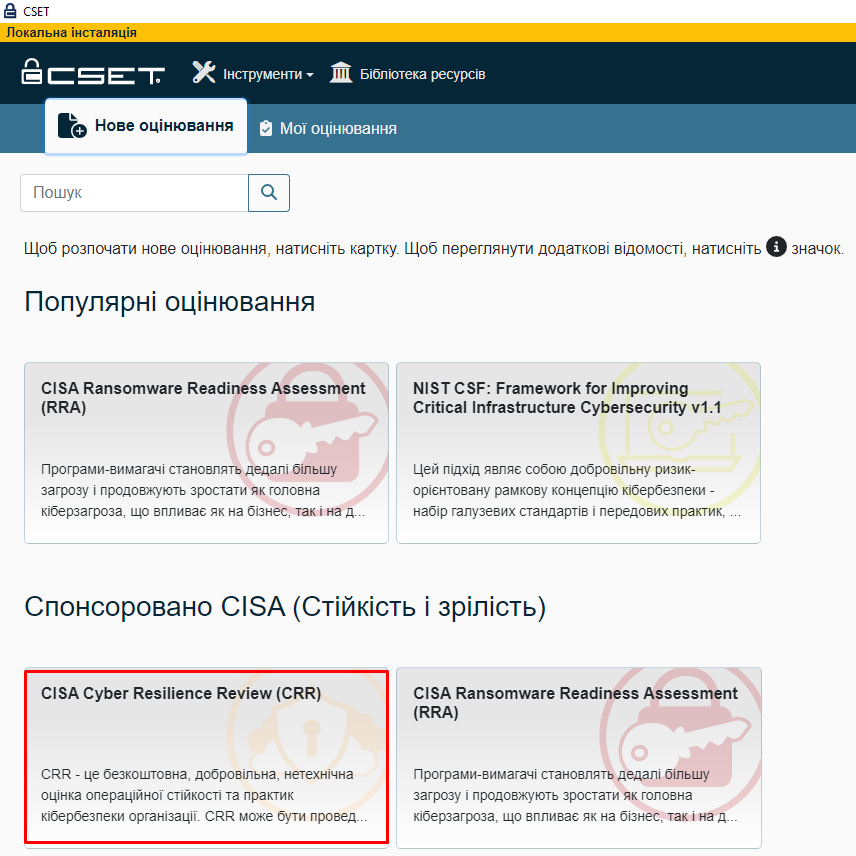 CSET
Локальна інсталяція
CSET
Інструменти
Бібліотека ресурсів
Нове оцінювання
Мої оцінювання
Пошук
Щоб розпочати нове оцінювання, натисніть картку. Щоб переглянути додаткові відомості, натисніть i значок.
Популярні оцінювання
CISA Ransomware Readiness Assessment
(RRA)
Програми-вимагачі становлять дедалі більшу
загрозу і продовжують зростати як головна
кіберзагроза, що впливає як на бізнес, так і на д...
NIST CSF: Framework for Improving
Critical Infrastructure Cybersecurity v1.1
Цей підхід являє собою добровільну ризик-
орієнтовану рамкову концепцію кібербезпеки -
набір галузевих стандартів і передових практик, ...
Спонсоровано CISA (Стійкість і зрілість)
CISA Cyber Resilience Review (CRR)
CRR - це безкоштовна, добровільна, нетехнічна
оцінка операційної стійкості та практик
кібербезпеки організації. CRR може бути провед...
CISA Ransomware Readiness Assessment
(RRA)
Програми-вимагачі становлять дедалі більшу
загрозу і продовжують зростати як головна
кіберзагроза, що впливає як на бізнес, так і на д...